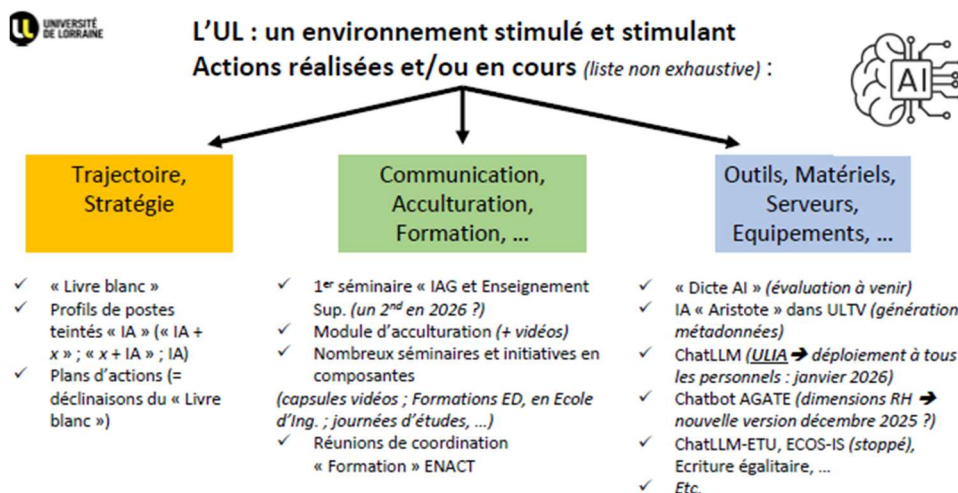 UNIVERSITÉ
DE LORRAINE
L'UL : un environnement stimulé et stimulant
Actions réalisées et/ou en cours (liste non exhaustive) :
AI
Trajectoire,
Stratégie
✓ « Livre blanc »
✓ Profils de postes
teintés « IA » (« IA +
x » ; « x + IA » ; IA)
✓ Plans d'actions (=
déclinaisons du « Livre
blanc »)
Communication,
Acculturation,
Formation, ...
✓ 1er séminaire « IAG et Enseignement
Sup. (un 2nd en 2026 ?)
✓ Module d'acculturation (+ vidéos)
✓ Nombreux séminaires et initiatives en
composantes
(capsules vidéos ; Formations ED, en Ecole
d'Ing. ; journées d'études, ...)
✓ Réunions de coordination
« Formation » ENACT
Outils, Matériels,
Serveurs,
Equipements, ...
✓ « Dicte AI » (évaluation à venir)
✓ IA « Aristote » dans ULTV (génération
métadonnées)
✓ ChatLLM (ULIA ➔ déploiement à tous
les personnels : janvier 2026)
✓ Chatbot AGATE (dimensions RH ➔
nouvelle version décembre 2025 ?)
✓ ChatLLM-ETU, ECOS-IS (stoppé),
Ecriture égalitaire, ...
✓ Etc.